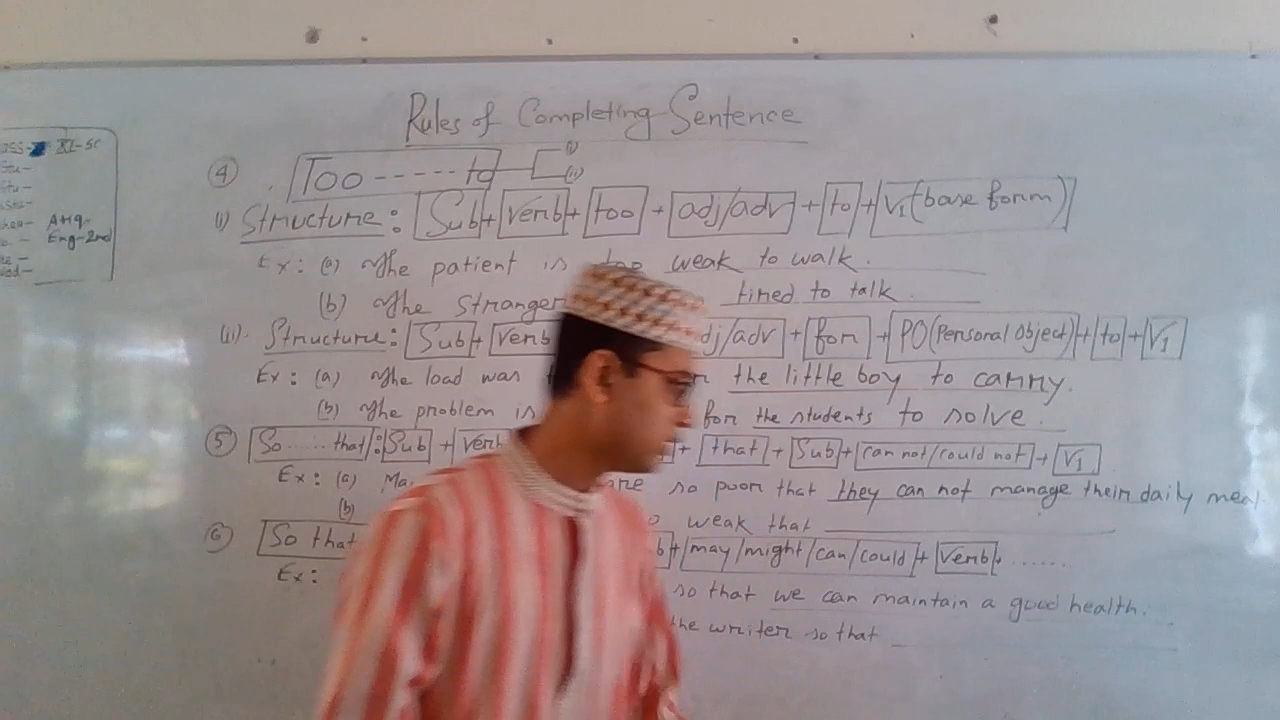 Rules of Completing Sentence
XI-SC
AHq-
Eng-2nd
④ Too ----- to (i) (ii)
(i) Structure: Sub + Verb + too + adj/adv + to + V1 (base form)
Ex: (a) The patient is too weak to walk.
(b) The stranger tired to talk.
(ii). Structure: Sub + Verb adj/adv + for + PO (Personal Object) + to + V1
Ex: (a) The load was the little boy to carry.
(b) The problem is for the students to solve.
⑤ So ...... that: Sub + Verb + that + Sub + can not/could not + V1
Ex: (a) are so poor that they can not manage their daily meal
(b) weak that
⑥ So that + may/might/can/could + Verb + ......
Ex: so that we can maintain a good health.
the writer so that